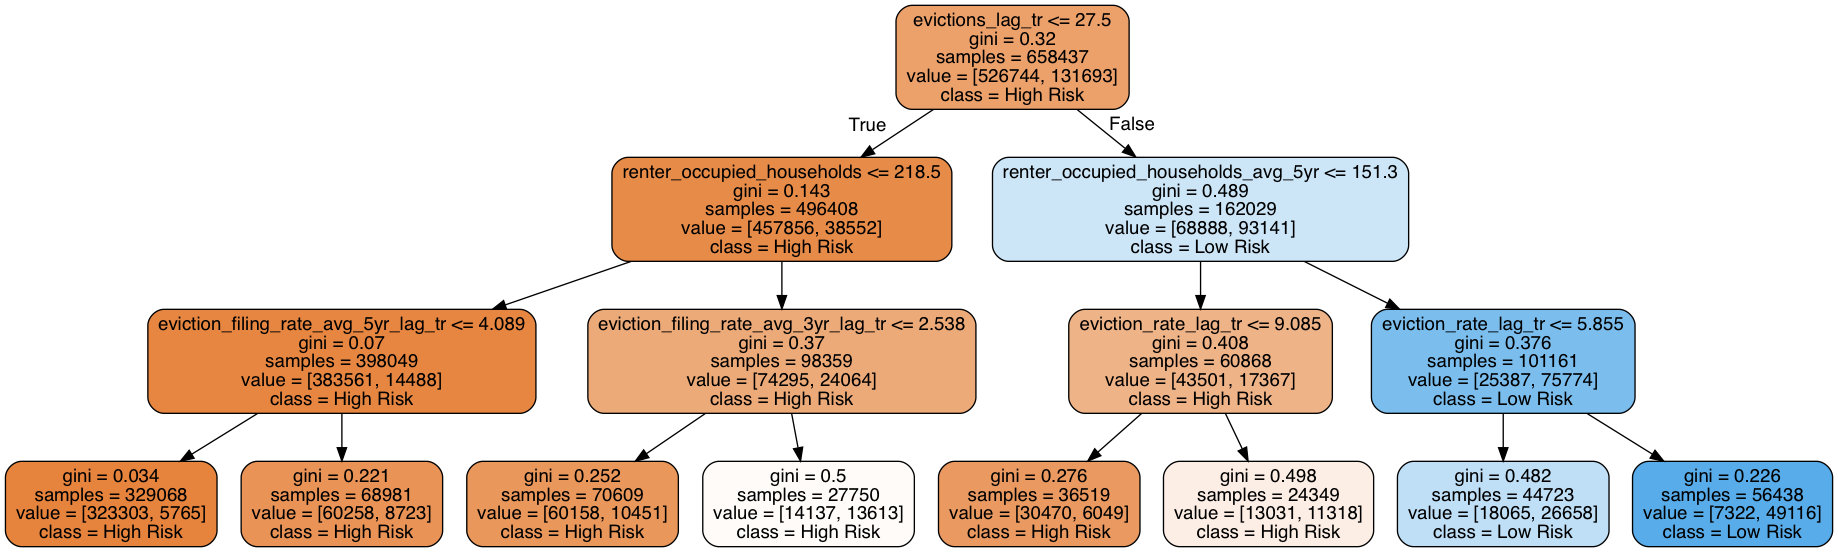 evictions_lag_tr <= 27.5
gini = 0.32
samples = 658437
value = [526744, 131693]
class = High Risk
True
False
renter_occupied_households <= 218.5
gini = 0.143
samples = 496408
value = [457856, 38552]
class = High Risk
renter_occupied_households_avg_5yr <= 151.3
gini = 0.489
samples = 162029
value = [68888, 93141]
class = Low Risk
eviction_filing_rate_avg_5yr_lag_tr <= 4.089
gini = 0.07
samples = 398049
value = [383561, 14488]
class = High Risk
eviction_filing_rate_avg_3yr_lag_tr <= 2.538
gini = 0.37
samples = 98359
value = [74295, 24064]
class = High Risk
eviction_rate_lag_tr <= 9.085
gini = 0.408
samples = 60868
value = [43501, 17367]
class = High Risk
eviction_rate_lag_tr <= 5.855
gini = 0.376
samples = 101161
value = [25387, 75774]
class = Low Risk
gini = 0.034
samples = 329068
value = [323303, 5765]
class = High Risk
gini = 0.221
samples = 68981
value = [60258, 8723]
class = High Risk
gini = 0.252
samples = 70609
value = [60158, 10451]
class = High Risk
gini = 0.5
samples = 27750
value = [14137, 13613]
class = High Risk
gini = 0.276
samples = 36519
value = [30470, 6049]
class = High Risk
gini = 0.498
samples = 24349
value = [13031, 11318]
class = High Risk
gini = 0.482
samples = 44723
value = [18065, 26658]
class = Low Risk
gini = 0.226
samples = 56438
value = [7322, 49116]
class = Low Risk